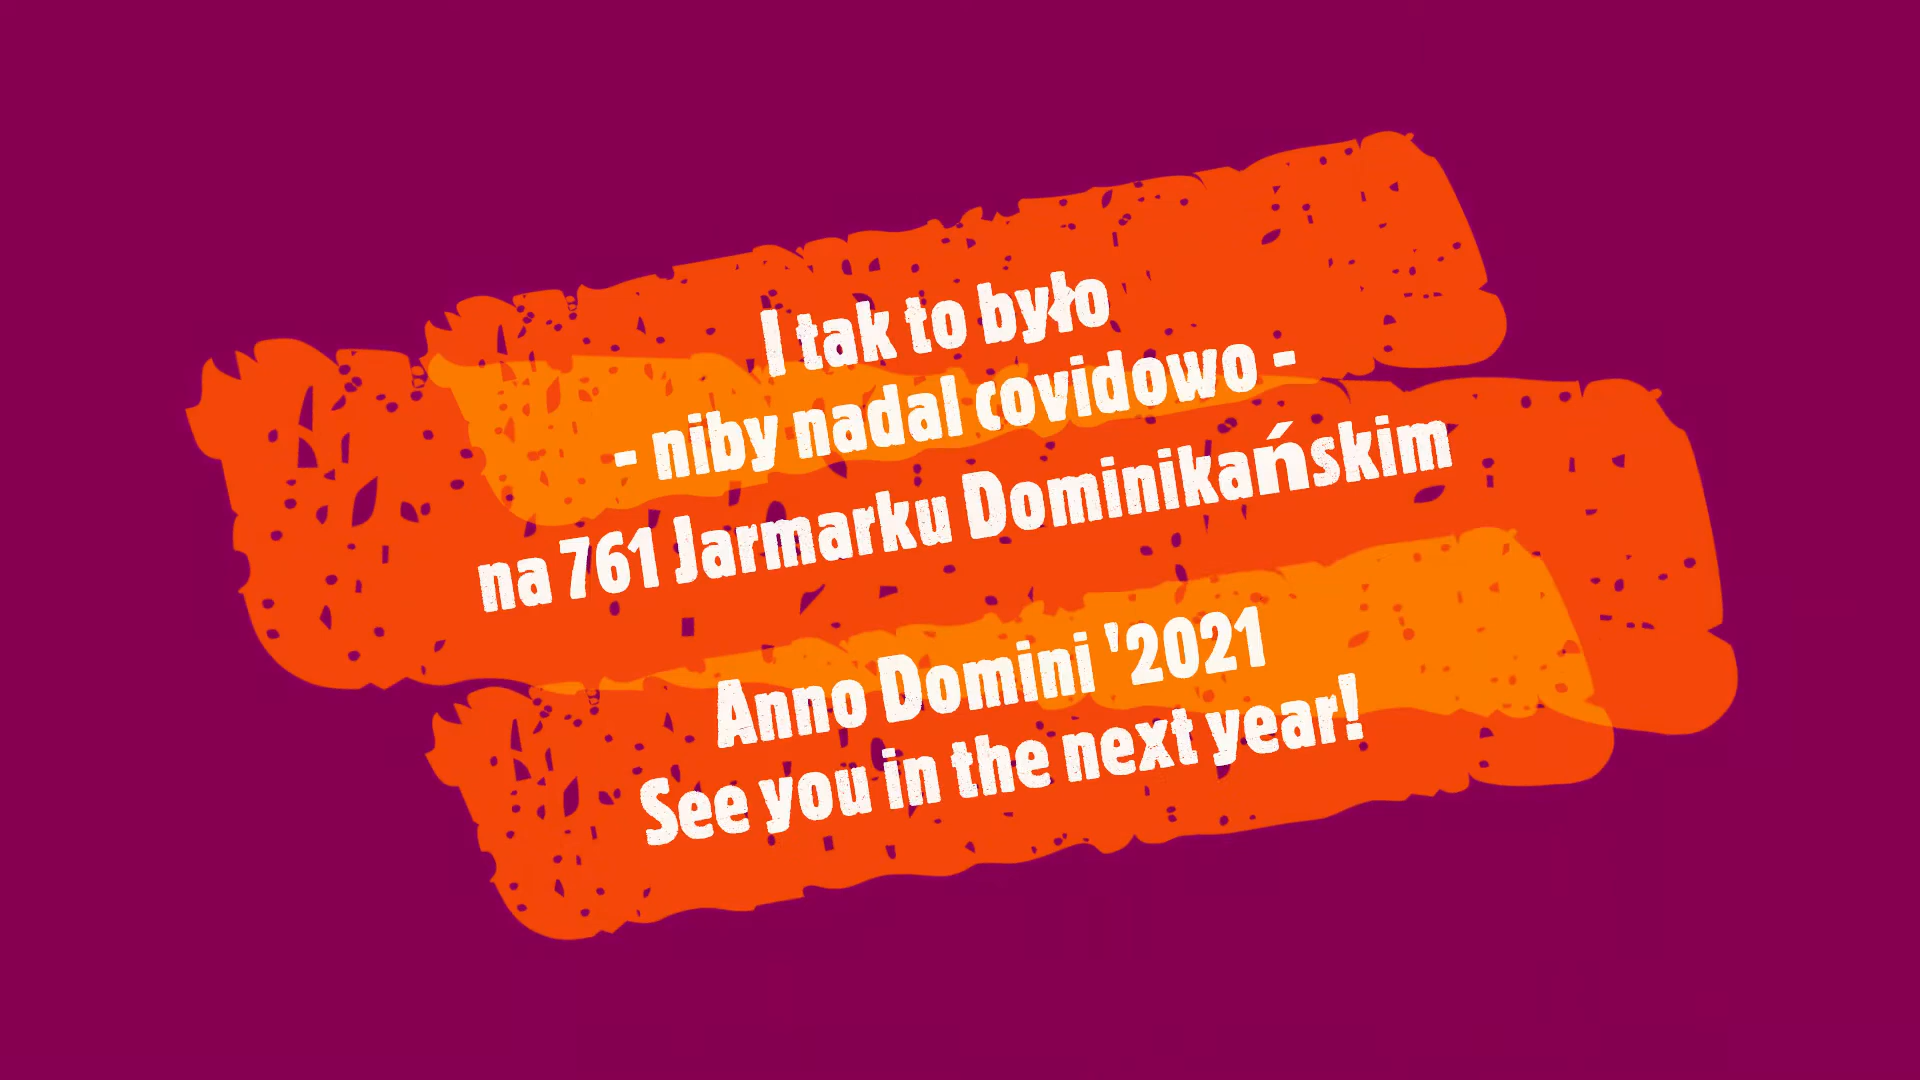 I tak to było
- niby nadal covidowo -
na 761 Jarmarku Dominikańskim
Anno Domini '2021
See you in the next year!